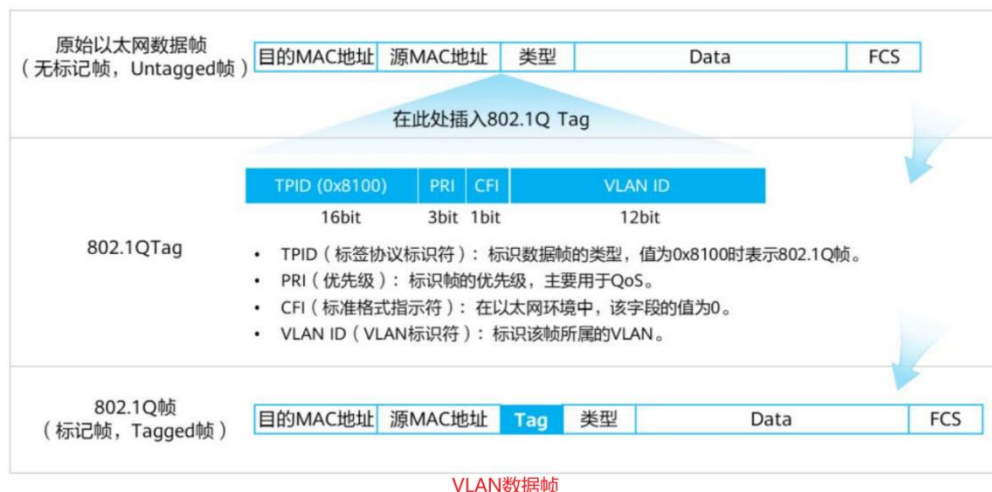 原始以太网数据帧
（无标记帧，Untagged帧）
目的MAC地址 源MAC地址 类型 Data FCS
在此处插入802.1Q Tag
TPID (0x8100) PRI CFI VLAN ID
16bit 3bit 1bit 12bit
802.1QTag
• TPID（标签协议标识符）：标识数据帧的类型，值为0x8100时表示802.1Q帧。
• PRI（优先级）：标识帧的优先级，主要用于QoS。
• CFI（标准格式指示符）：在以太网环境中，该字段的值为0。
• VLAN ID（VLAN标识符）：标识该帧所属的VLAN。
802.1Q帧
（标记帧，Tagged帧）
目的MAC地址 源MAC地址 Tag 类型 Data FCS
VLAN数据帧